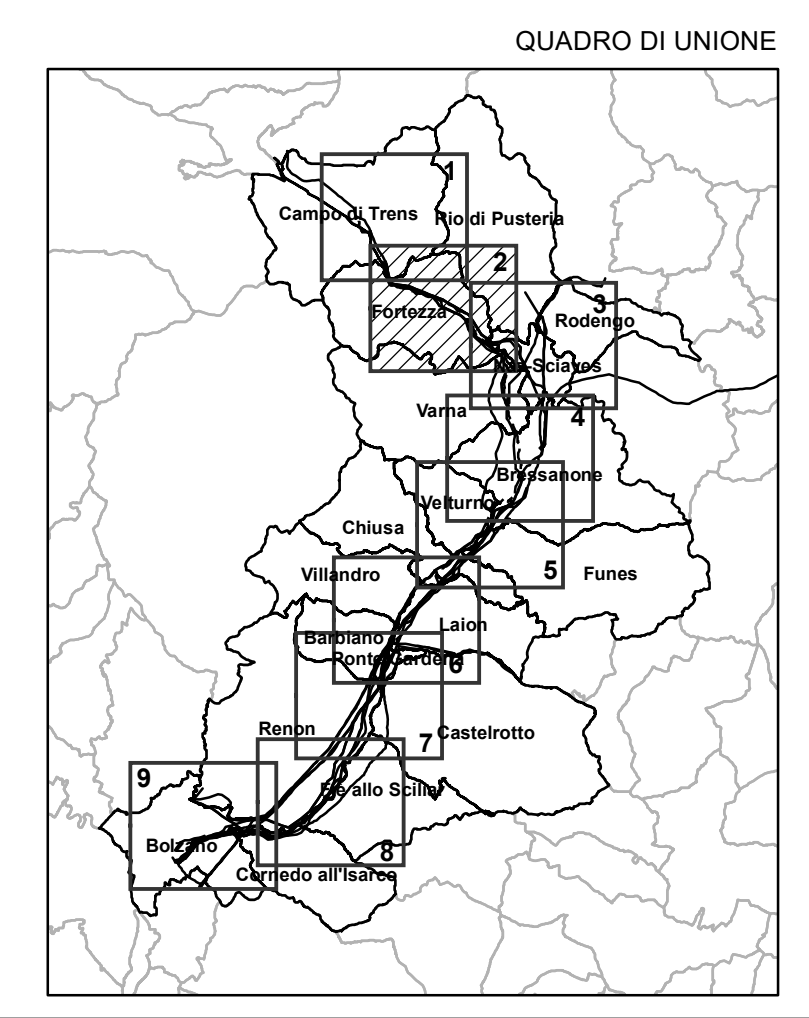 QUADRO DI UNIONE
1
Campo di Trens
Rio di Pusteria
2
3
Fortezza
Rodengo
Naz-Sciaves
Varna
4
Bressanone
Velturno
Chiusa
5
Villandro
Funes
Laion
Barbiano
Ponte Gardena
6
Renon
7
Castelrotto
9
Fie allo Sciliar
Bolzano
8
Cornedo all'Isarco